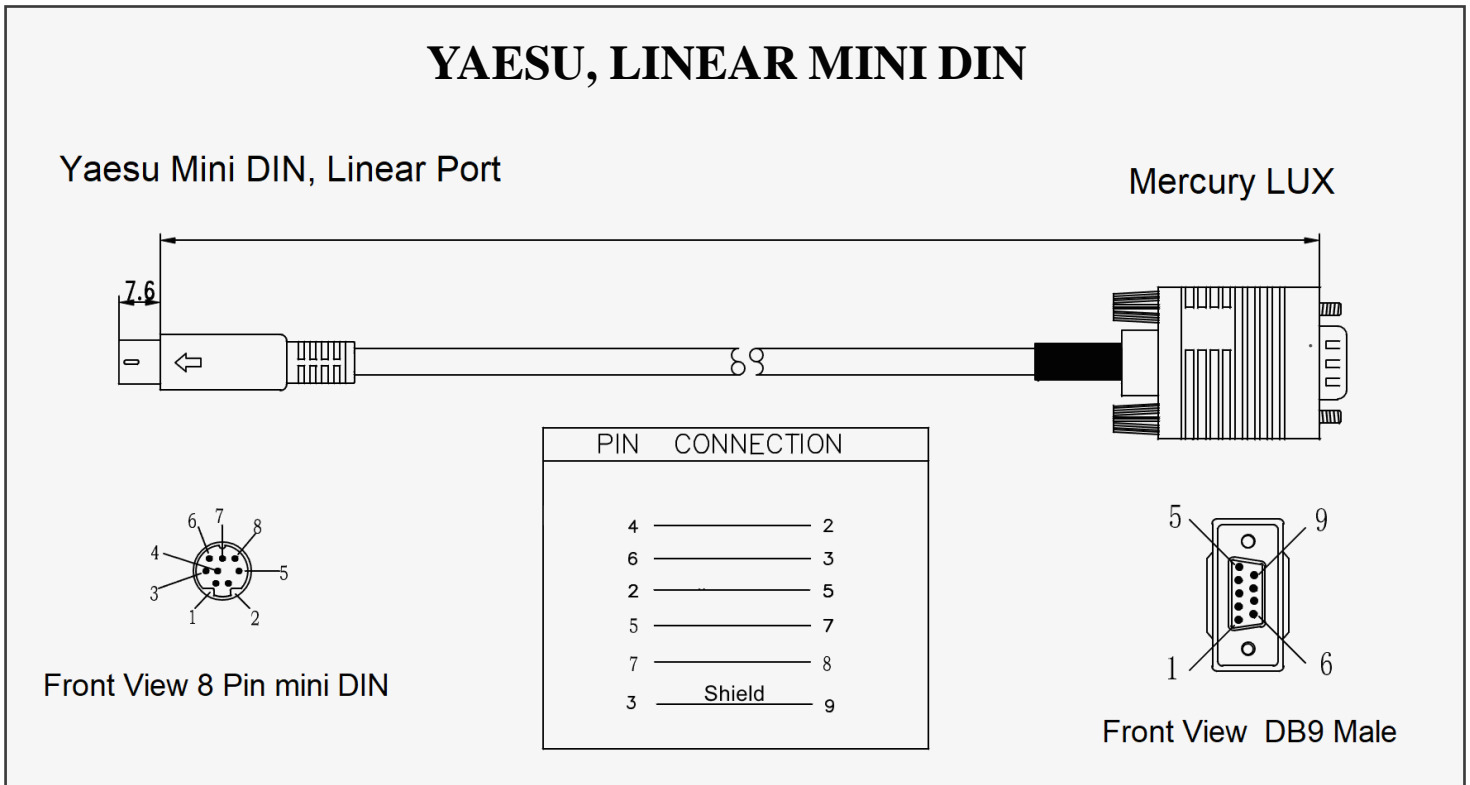 YAESU, LINEAR MINI DIN
Yaesu Mini DIN, Linear Port
Mercury LUX
7.6
PIN CONNECTION
4 2
6 3
2 5
5 7
7 8
3 Shield 9
6 7 8
4
5
3
1 2
Front View 8 Pin mini DIN
5 9
1 6
Front View DB9 Male